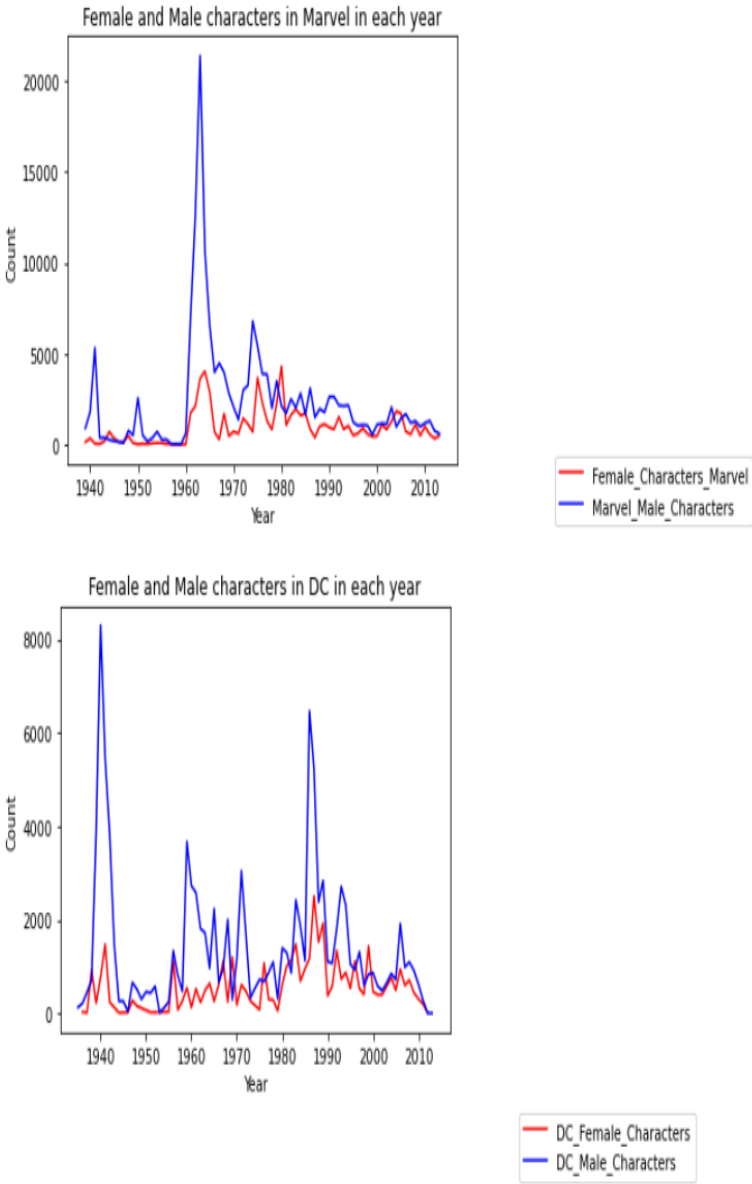 Female and Male characters in Marvel in each year
20000
15000
10000
5000
0
Count
1940 1950 1960 1970 1980 1990 2000 2010
Year
Female_Characters_Marvel
Marvel_Male_Characters
Female and Male characters in DC in each year
8000
6000
4000
2000
0
Count
1940 1950 1960 1970 1980 1990 2000 2010
Year
DC_Female_Characters
DC_Male_Characters